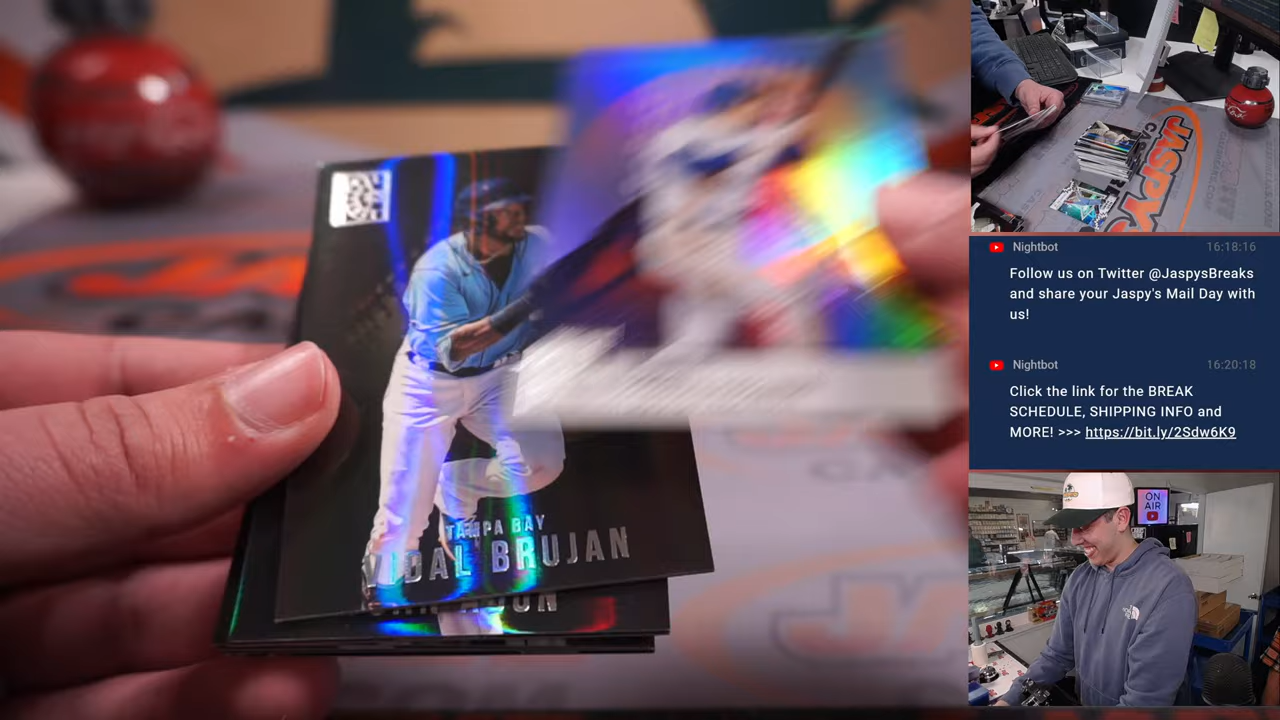 TAMPA BAY
VIDAL BRUJAN
JASPY
Nightbot 16:18:16
Follow us on Twitter @JaspysBreaks
and share your Jaspy's Mail Day with
us!
Nightbot 16:20:18
Click the link for the BREAK
SCHEDULE, SHIPPING INFO and
MORE! >>> https://bit.ly/2Sdw6K9
ON
AIR